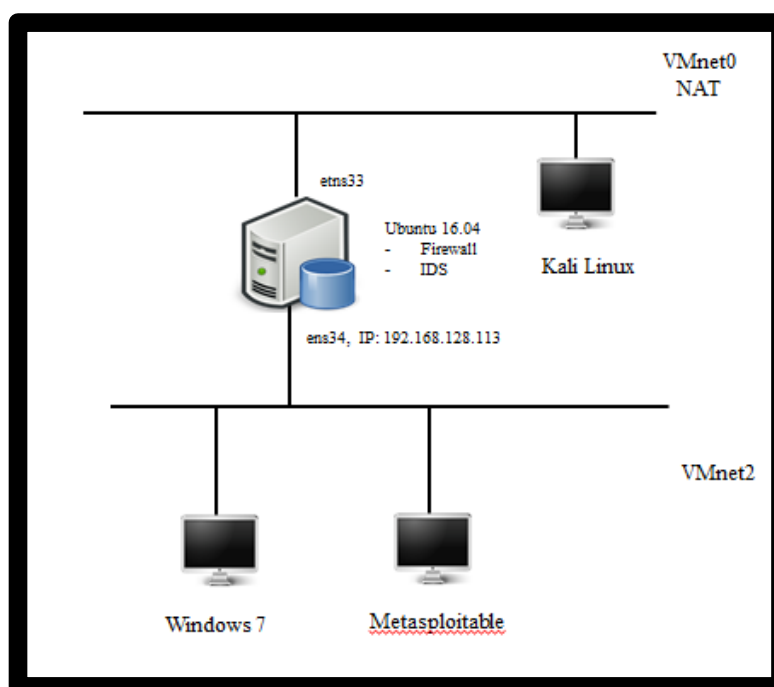 VMnet0
NAT
etns33
Ubuntu 16.04
- Firewall
- IDS
Kali Linux
ens34, IP: 192.168.128.113
VMnet2
Windows 7
Metasploitable